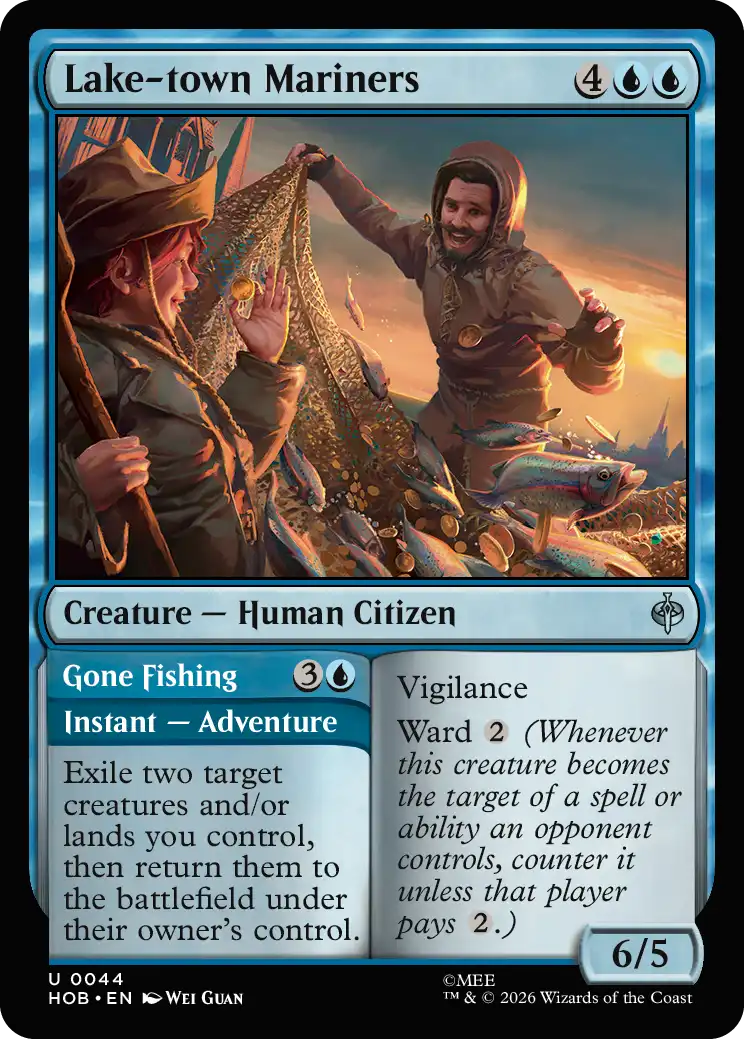 Lake-town Mariners 4
Creature — Human Citizen
Gone Fishing 3
Instant — Adventure
Exile two target
creatures and/or
lands you control,
then return them to
the battlefield under
their owner's control.
Vigilance
Ward 2 (Whenever
this creature becomes
the target of a spell or
ability an opponent
controls, counter it
unless that player
pays 2.)
6/5
U 0044
HOB • EN Wei Guan
©MEE
™ & © 2026 Wizards of the Coast